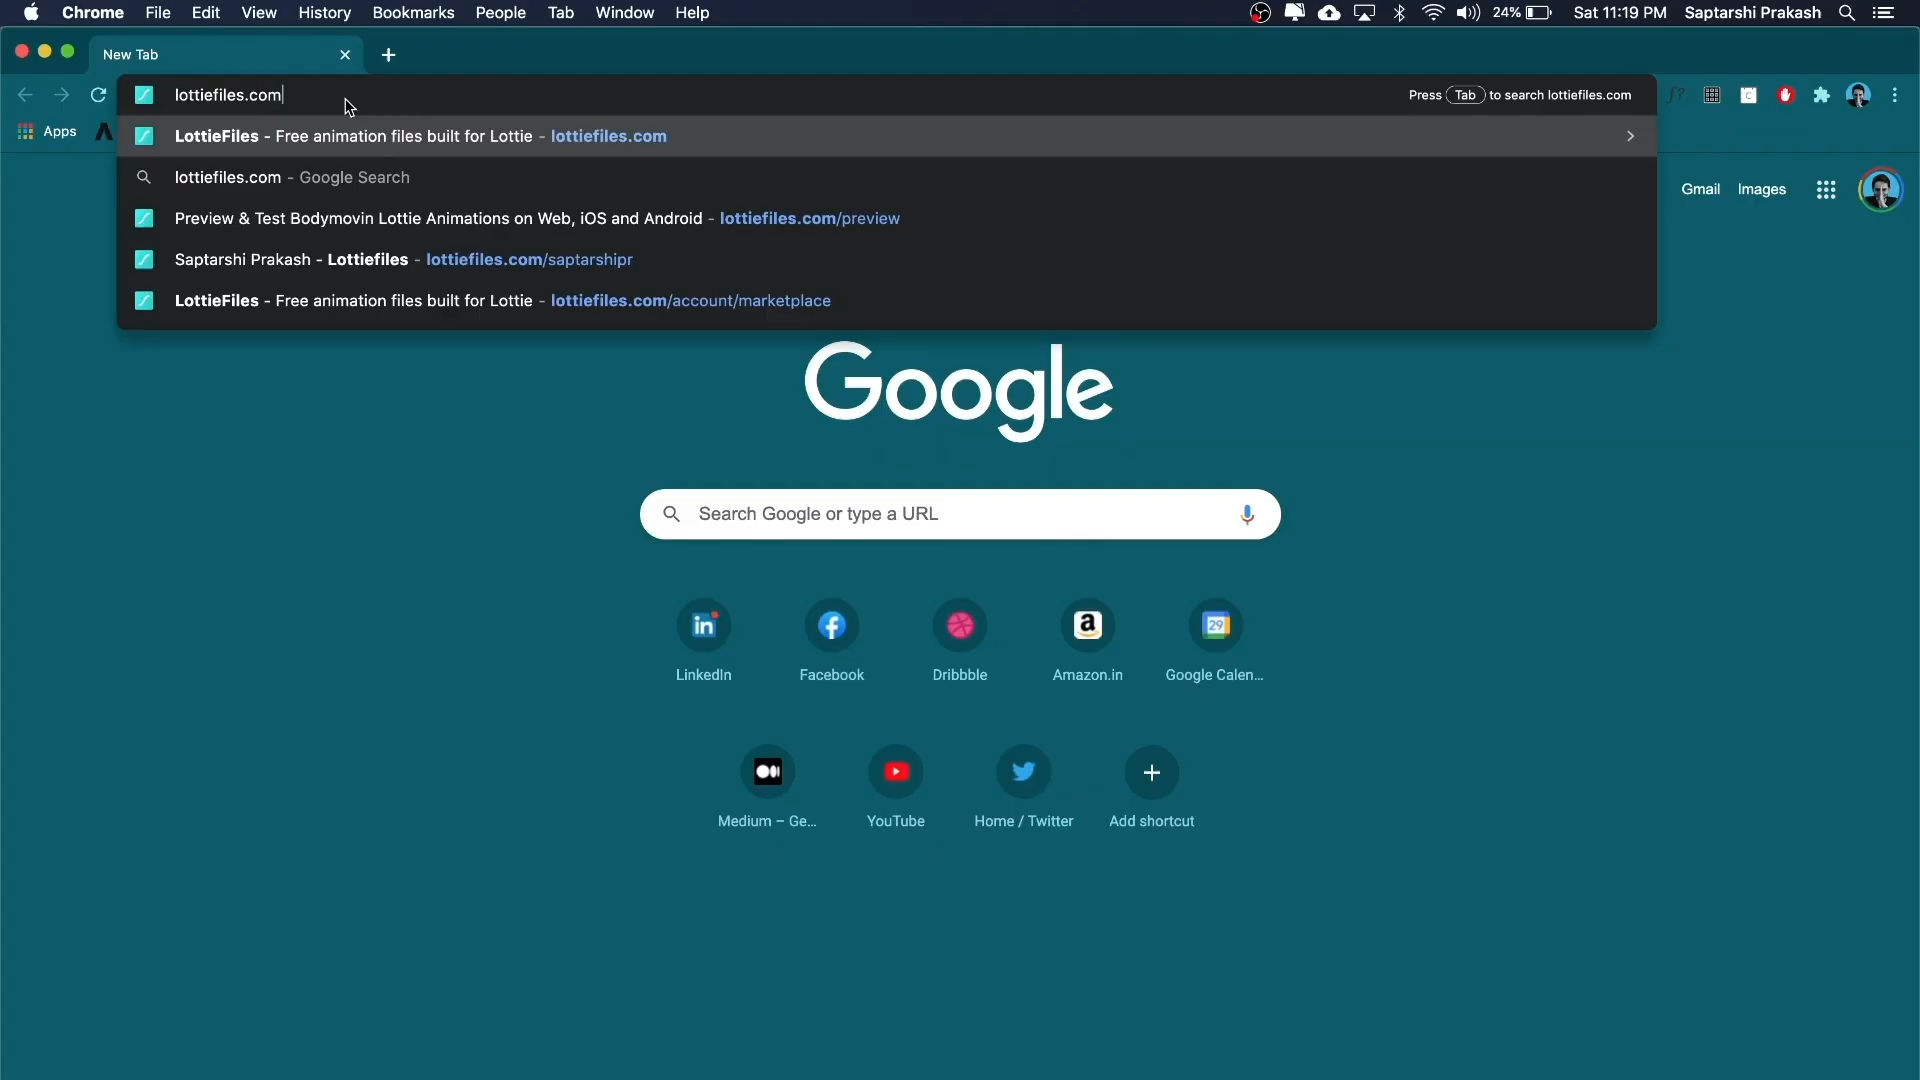 Chrome File Edit View History Bookmarks People Tab Window Help 24% Sat 11:19 PM Saptarshi Prakash
New Tab
lottiefiles.com Press Tab to search lottiefiles.com
Apps
LottieFiles - Free animation files built for Lottie - lottiefiles.com
lottiefiles.com - Google Search
Gmail Images
Preview & Test Bodymovin Lottie Animations on Web, iOS and Android - lottiefiles.com/preview
Saptarshi Prakash - Lottiefiles - lottiefiles.com/saptarshipr
LottieFiles - Free animation files built for Lottie - lottiefiles.com/account/marketplace
Google
Search Google or type a URL
in a 29
LinkedIn Facebook Dribbble Amazon.in Google Calen...
Medium – Ge... YouTube Home / Twitter Add shortcut